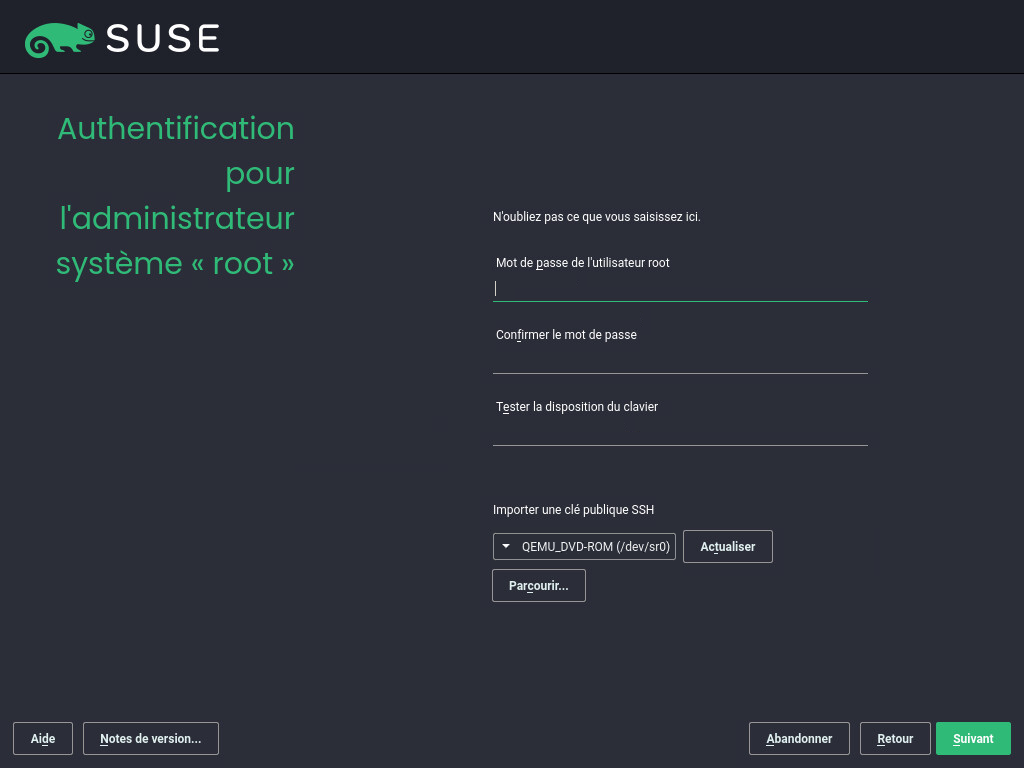 SUSE
Authentification
pour
l'administrateur
système « root »
N'oubliez pas ce que vous saisissez ici.
Mot de passe de l'utilisateur root
Confirmer le mot de passe
Tester la disposition du clavier
Importer une clé publique SSH
QEMU_DVD-ROM (/dev/sr0) Actualiser
Parcourir...
Aide Notes de version... Abandonner Retour Suivant